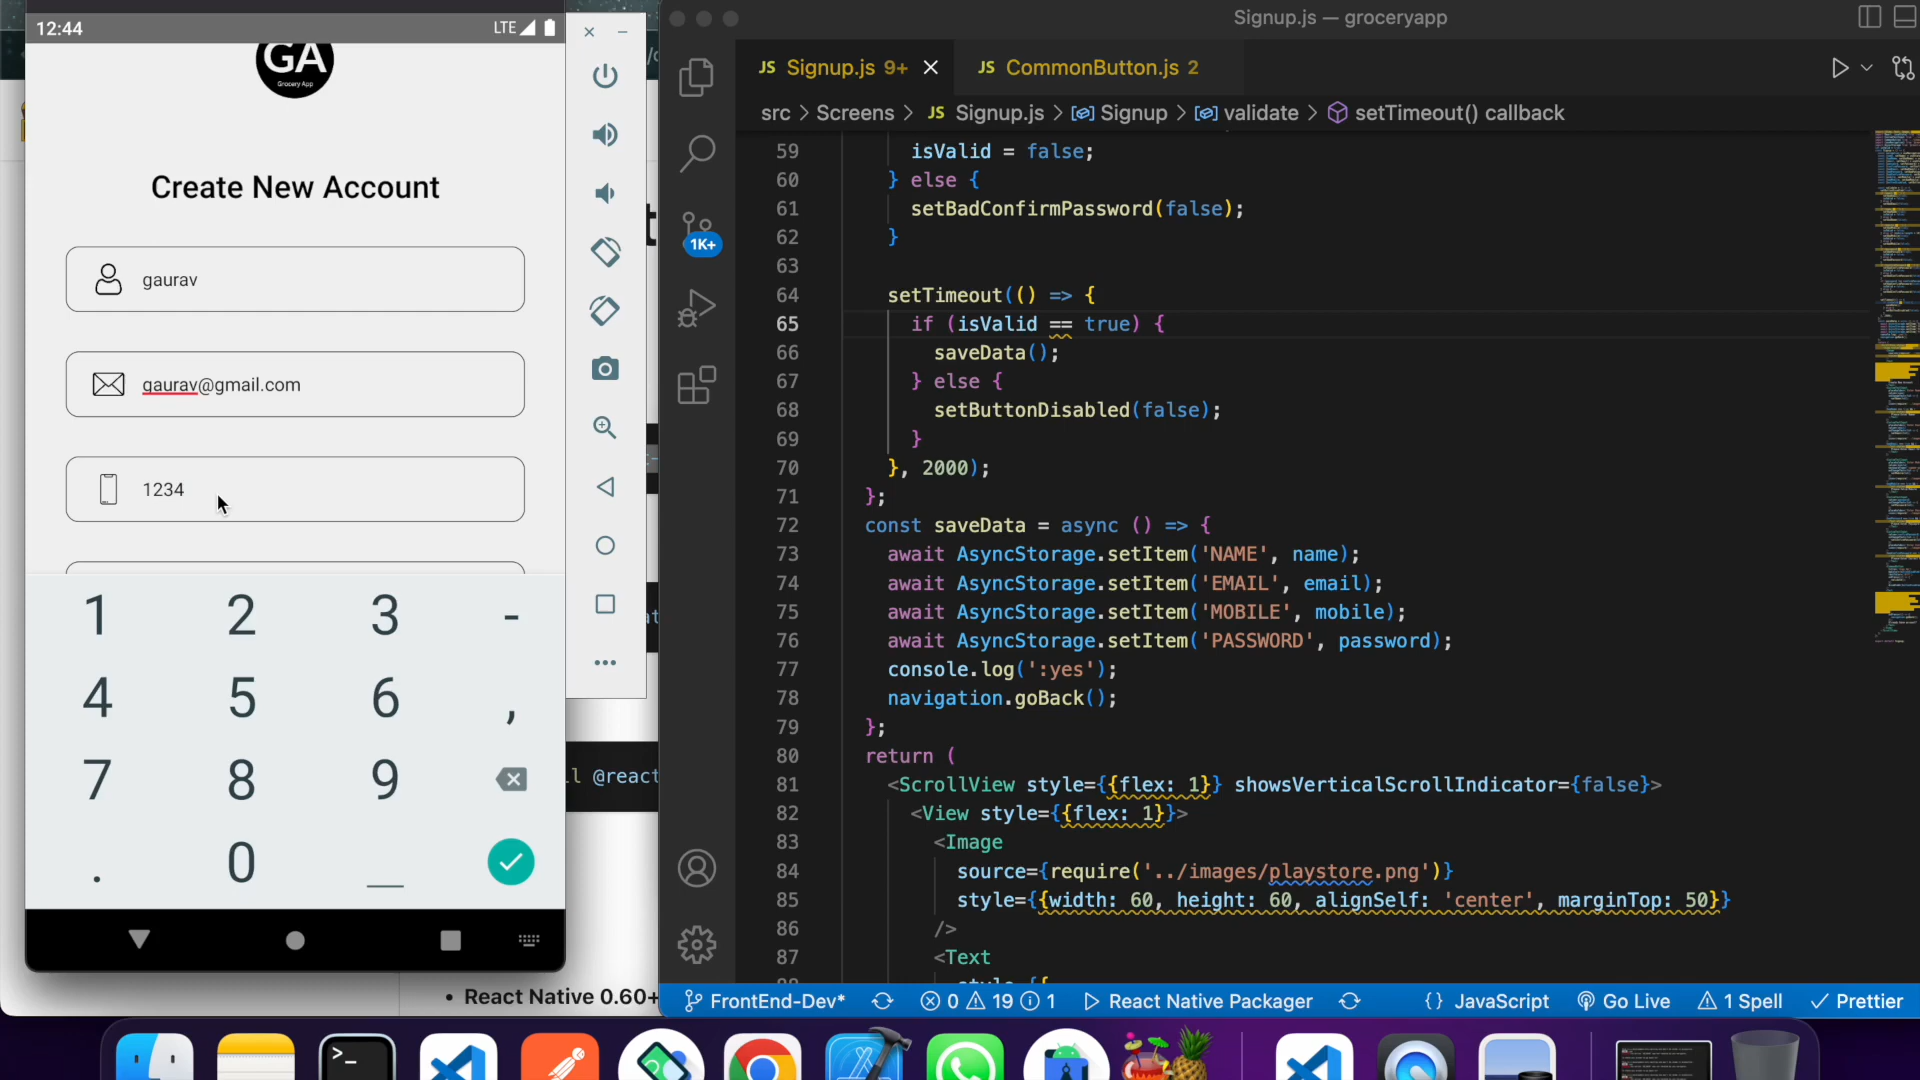 12:44
LTE
GA
Grocery App
Create New Account
gaurav
gaurav@gmail.com
1234
1 2 3 -
4 5 6 ,
7 8 9
. 0 _
React Native 0.60+
ll @react
Signup.js — groceryapp
JS Signup.js 9+
JS CommonButton.js 2
src > Screens > JS Signup.js > Signup > validate > setTimeout() callback
1K+
59 isValid = false;
60 } else {
61 setBadConfirmPassword(false);
62 }
63
64 setTimeout(() => {
65 if (isValid == true) {
66 saveData();
67 } else {
68 setButtonDisabled(false);
69 }
70 }, 2000);
71 };
72 const saveData = async () => {
73 await AsyncStorage.setItem('NAME', name);
74 await AsyncStorage.setItem('EMAIL', email);
75 await AsyncStorage.setItem('MOBILE', mobile);
76 await AsyncStorage.setItem('PASSWORD', password);
77 console.log(':yes');
78 navigation.goBack();
79 };
80 return (
81 <ScrollView style={{flex: 1}} showsVerticalScrollIndicator={false}>
82 <View style={{flex: 1}}>
83 <Image
84 source={require('../images/playstore.png')}
85 style={{width: 60, height: 60, alignSelf: 'center', marginTop: 50}}
86 />
87 <Text
FrontEnd-Dev* 0 19 1 React Native Packager {} JavaScript Go Live 1 Spell Prettier
>_